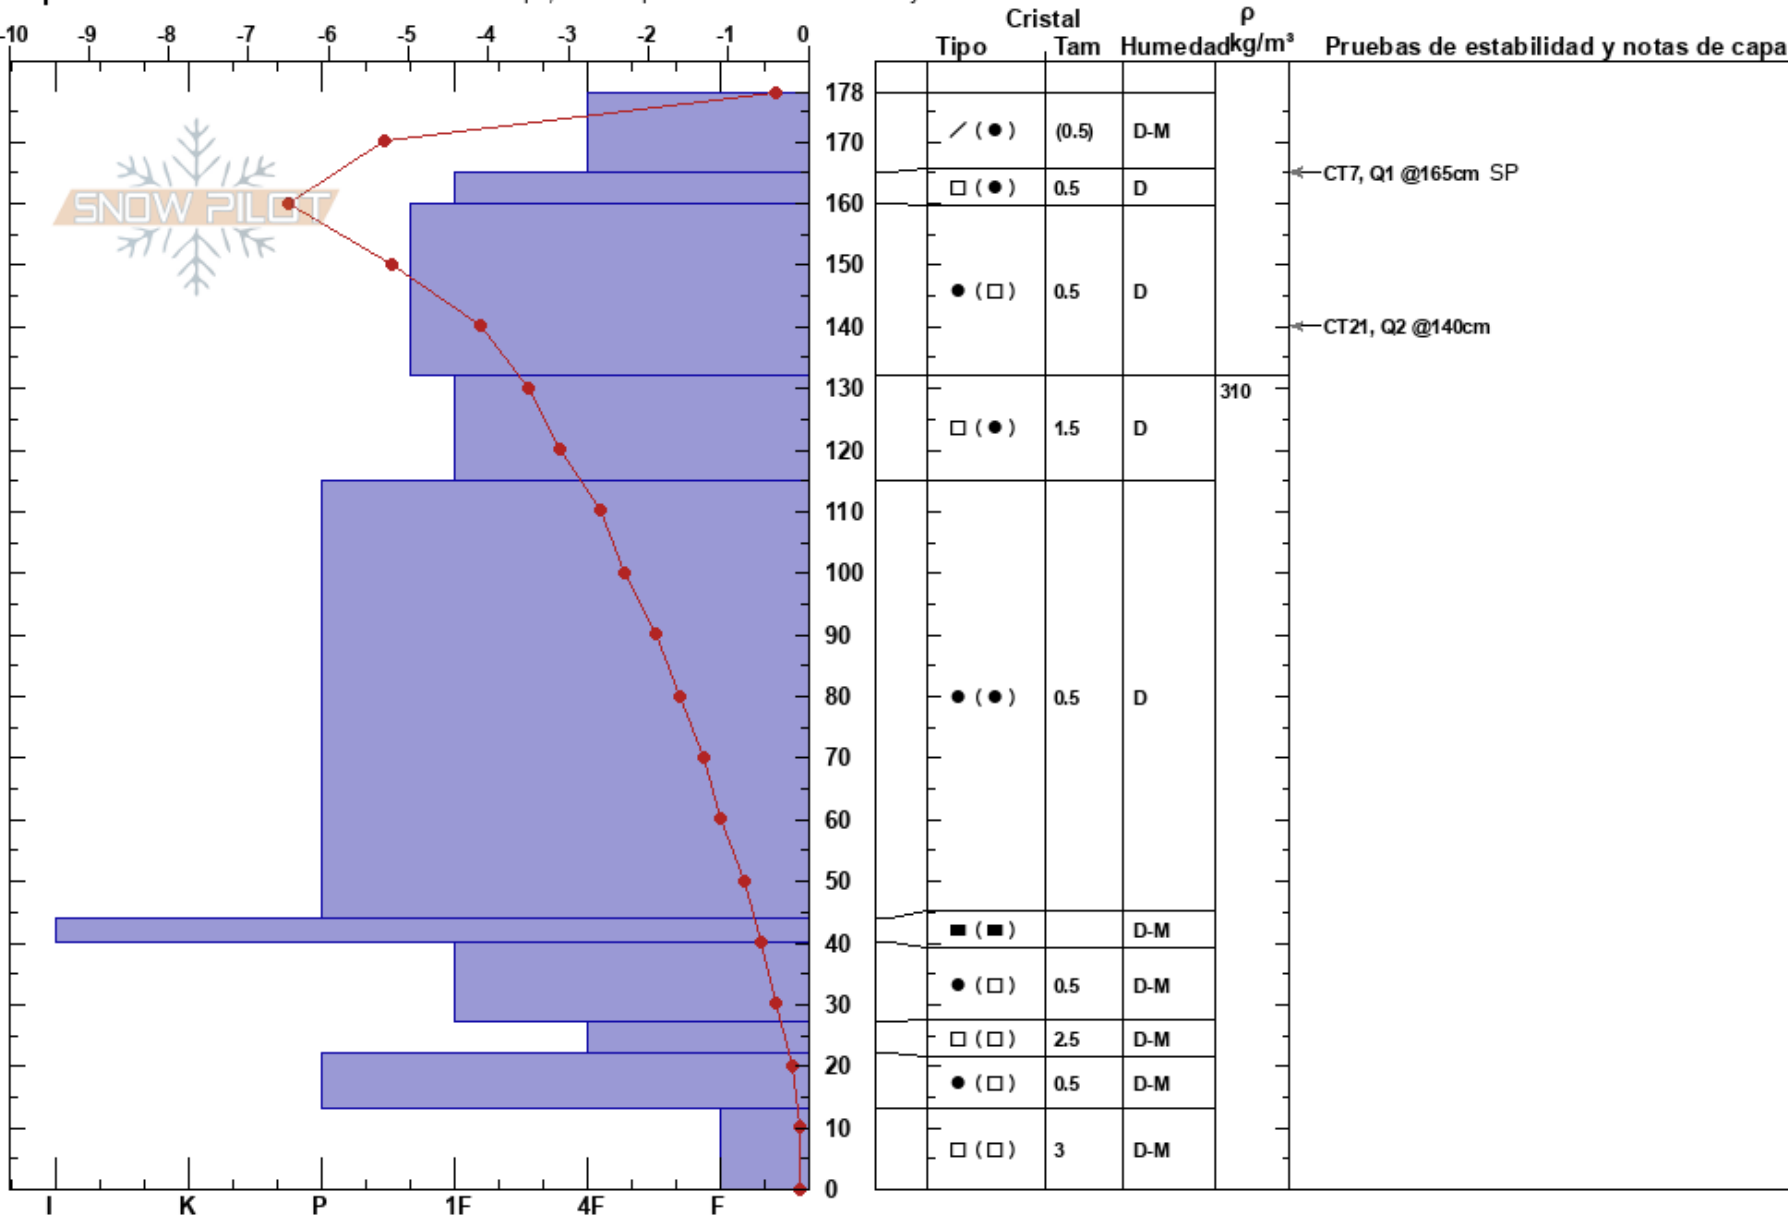 Cristal ρ
-10 -9 -8 -7 -6 -5 -4 -3 -2 -1 0 Tipo Tam Humedad kg/m³ Pruebas de estabilidad y notas de capa
178
(●) (0.5) D-M
170
CT7, Q1 @165cm SP
□ (●) 0.5 D
SNOW PILOT
160
150
● (□) 0.5 D
140
CT21, Q2 @140cm
130
310
□ (●) 1.5 D
120
110
100
90
80
● (●) 0.5 D
70
60
50
■ (■) D-M
40
● (□) 0.5 D-M
30
□ (□) 2.5 D-M
20
● (□) 0.5 D-M
10
□ (□) 3 D-M
0
I K P 1F 4F F